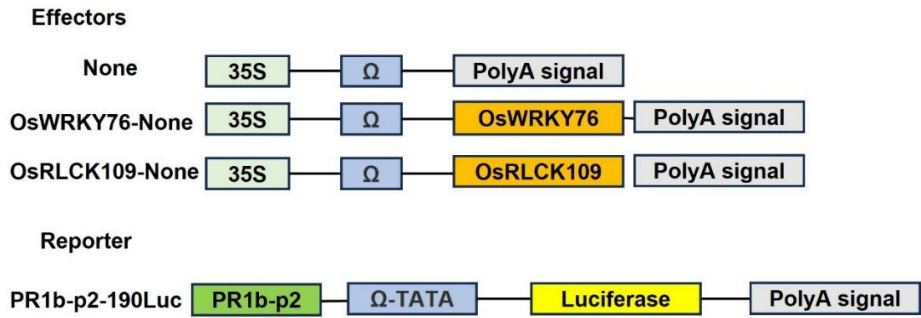 Effectors
None 35S Ω PolyA signal
OsWRKY76-None 35S Ω OsWRKY76 PolyA signal
OsRLCK109-None 35S Ω OsRLCK109 PolyA signal
Reporter
PR1b-p2-190Luc PR1b-p2 Ω-TATA Luciferase PolyA signal